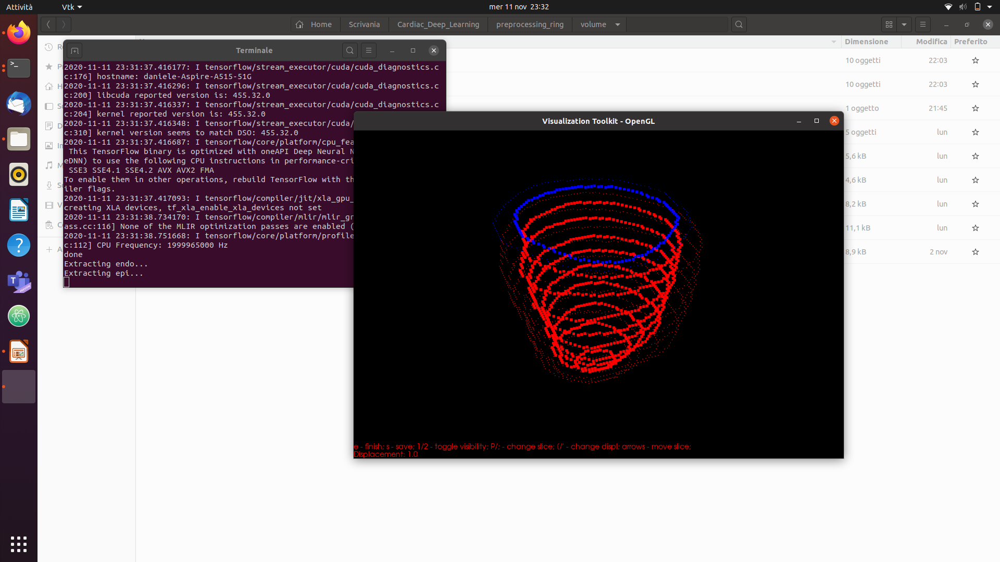 Attività
Vtk
mer 11 nov 23:32
Home
Scrivania
Cardiac_Deep_Learning
preprocessing_ring
volume
Dimensione
Modifica
Preferito
10 oggetti
22:03
10 oggetti
22:03
1 oggetto
21:45
5 oggetti
lun
5,6 kB
lun
4,6 kB
lun
8,2 kB
lun
11,1 kB
lun
8,9 kB
2 nov
Terminale
2020-11-11 23:31:37.416177: I tensorflow/stream_executor/cuda/cuda_diagnostics.c
c:176] hostname: daniele-Aspire-A515-51G
2020-11-11 23:31:37.416296: I tensorflow/stream_executor/cuda/cuda_diagnostics.c
c:200] libcuda reported version is: 455.32.0
2020-11-11 23:31:37.416337: I tensorflow/stream_executor/cuda/cuda_diagnostics.c
c:204] kernel reported version is: 455.32.0
2020-11-11 23:31:37.416348: I tensorflow/stream_executor/cuda/
c:310] kernel version seems to match DSO: 455.32.0
2020-11-11 23:31:37.416687: I tensorflow/core/platform/cpu_fea
This TensorFlow binary is optimized with oneAPI Deep Neural N
eDNN) to use the following CPU instructions in performance-cri
SSE3 SSE4.1 SSE4.2 AVX AVX2 FMA
To enable them in other operations, rebuild TensorFlow with th
iler flags.
2020-11-11 23:31:37.417093: I tensorflow/compiler/jit/xla_gpu_
creating XLA devices, tf_xla_enable_xla_devices not set
2020-11-11 23:31:38.734170: I tensorflow/compiler/mlir/mlir_gr
ass.cc:116] None of the MLIR optimization passes are enabled (
2020-11-11 23:31:38.751668: I tensorflow/core/platform/profile
c:112] CPU Frequency: 1999965000 Hz
done
Extracting endo...
Extracting epi...
Visualization Toolkit - OpenGL
e - finish; s - save; 1/2 - toggle visibility; P/; - change slice; (/' - change displ; arrows - move slice;
Displacement: 1.0